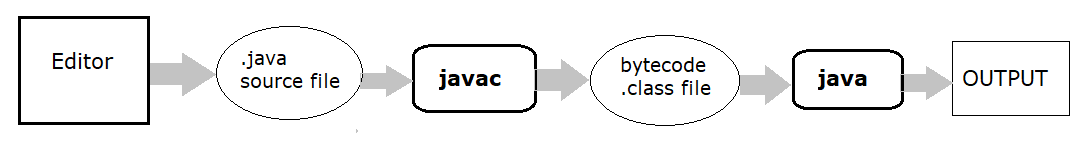 Editor
.java
source file
javac
bytecode
.class file
java
OUTPUT